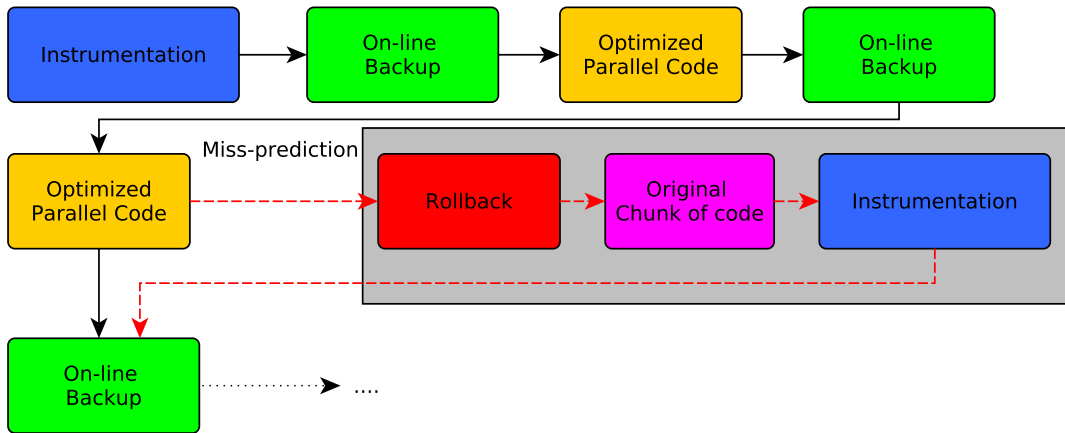 Instrumentation
On-line
Backup
Optimized
Parallel Code
On-line
Backup
Miss-prediction
Optimized
Parallel Code
Rollback
Original
Chunk of code
Instrumentation
On-line
Backup
....